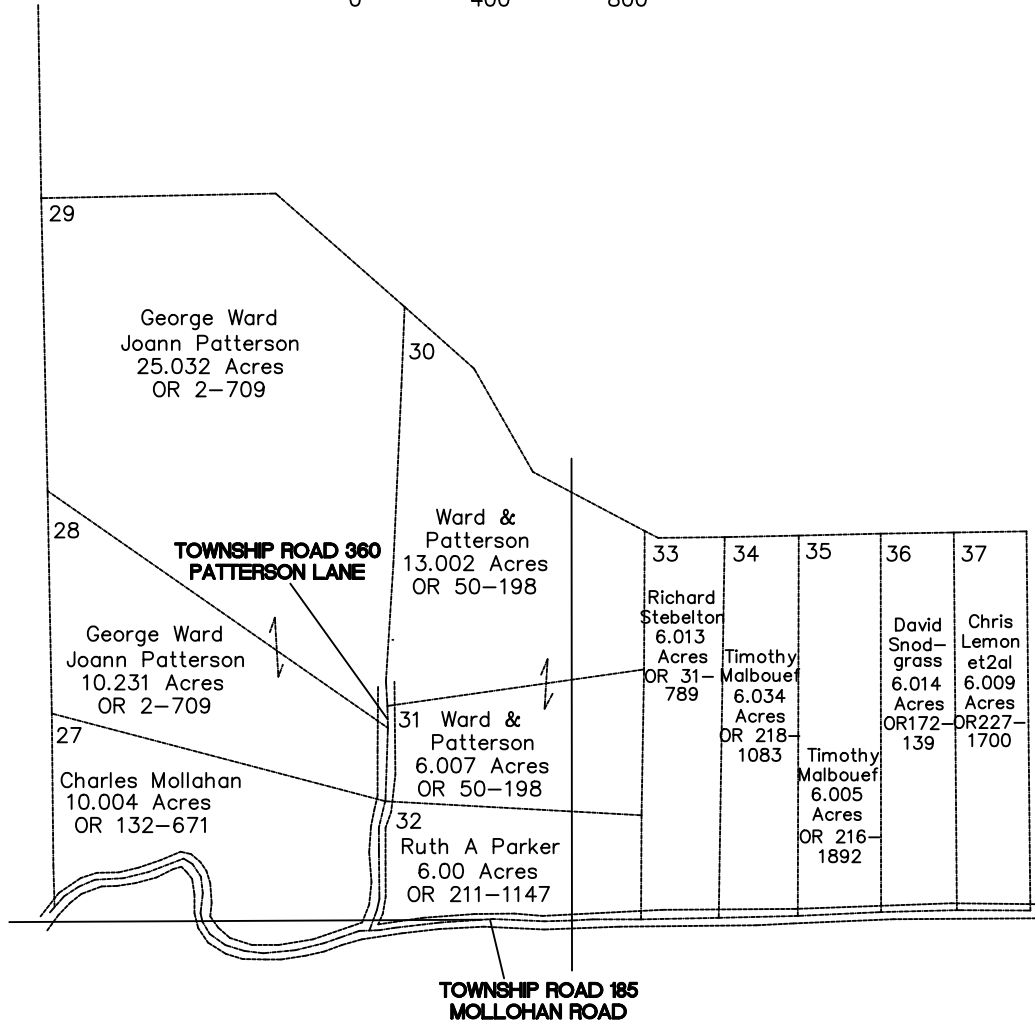 0 400 800
29
George Ward
Joann Patterson
25.032 Acres
OR 2-709
30
28
TOWNSHIP ROAD 360
PATTERSON LANE
Ward &
Patterson
13.002 Acres
OR 50-198
George Ward
Joann Patterson
10.231 Acres
OR 2-709
27
Charles Mollahan
10.004 Acres
OR 132-671
31 Ward &
Patterson
6.007 Acres
OR 50-198
32
Ruth A Parker
6.00 Acres
OR 211-1147
33
Richard
Stebelton
6.013
Acres
OR 31-
789
34
Timothy
Malbouef
6.034
Acres
OR 218-
1083
35
Timothy
Malbouef
6.005
Acres
OR 216-
1892
36
David
Snod-
grass
6.014
Acres
OR172-
139
37
Chris
Lemon
et2al
6.009
Acres
OR227-
1700
TOWNSHIP ROAD 185
MOLLOHAN ROAD